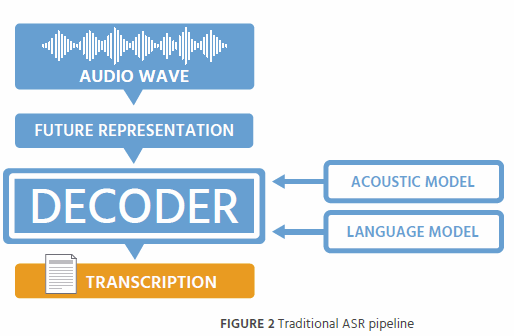 AUDIO WAVE
FUTURE REPRESENTATION
DECODER
ACOUSTIC MODEL
LANGUAGE MODEL
TRANSCRIPTION
FIGURE 2 Traditional ASR pipeline